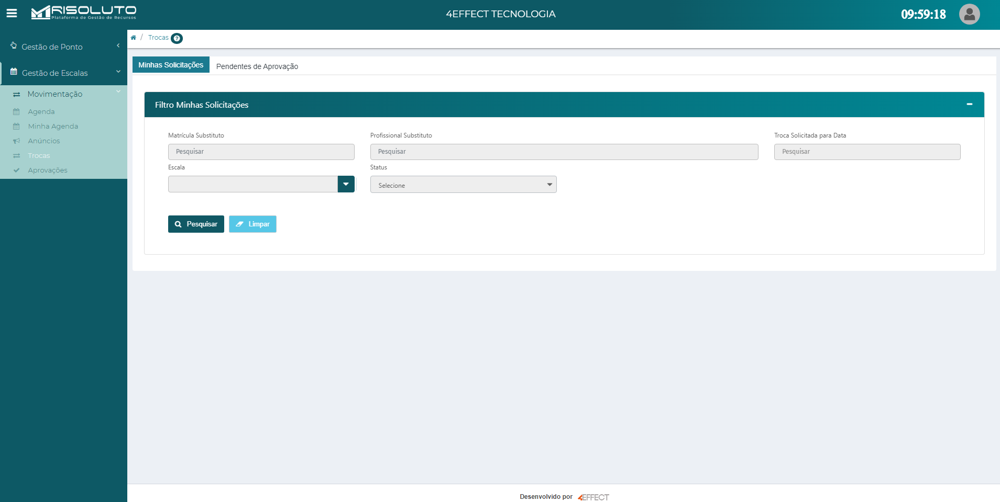 RISOLUTO
Plataforma de Gestão de Recursos
4EFFECT TECNOLOGIA
09:59:18
Gestão de Ponto
Gestão de Escalas
Movimentação
Agenda
Minha Agenda
Anúncios
Trocas
Aprovações
/ Trocas
Minhas Solicitações
Pendentes de Aprovação
Filtro Minhas Solicitações
Matrícula Substituto
Profissional Substituto
Troca Solicitada para Data
Pesquisar
Pesquisar
Pesquisar
Escala
Status
Selecione
Pesquisar
Limpar
Desenvolvido por 4EFFECT